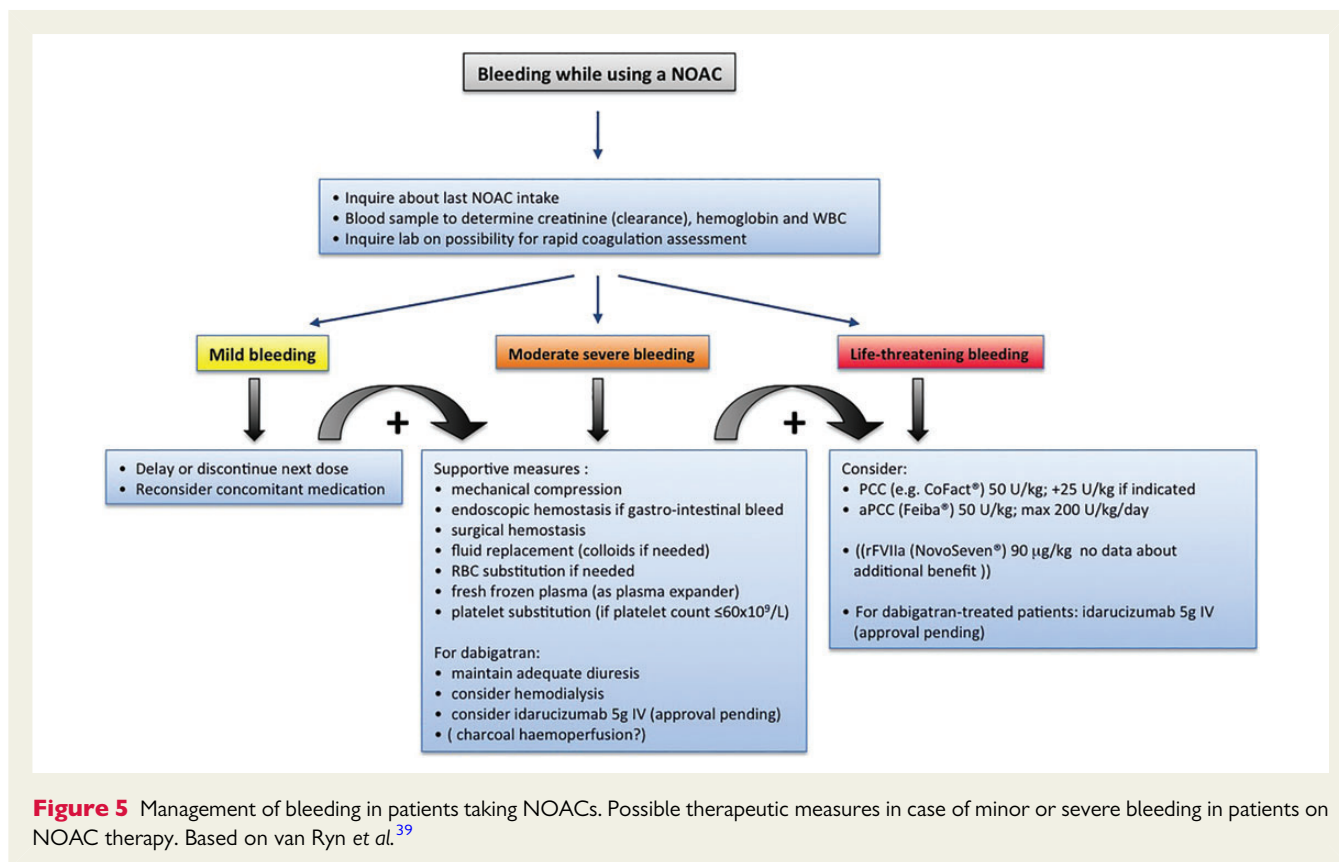 Bleeding while using a NOAC
• Inquire about last NOAC intake
• Blood sample to determine creatinine (clearance), hemoglobin and WBC
• Inquire lab on possibility for rapid coagulation assessment
Mild bleeding
Moderate severe bleeding
Life-threatening bleeding
+
+
• Delay or discontinue next dose
• Reconsider concomitant medication
Supportive measures :
• mechanical compression
• endoscopic hemostasis if gastro-intestinal bleed
• surgical hemostasis
• fluid replacement (colloids if needed)
• RBC substitution if needed
• fresh frozen plasma (as plasma expander)
• platelet substitution (if platelet count ≤60x10⁹/L)
For dabigatran:
• maintain adequate diuresis
• consider hemodialysis
• consider idarucizumab 5g IV (approval pending)
• ( charcoal haemoperfusion?)
Consider:
• PCC (e.g. CoFact®) 50 U/kg; +25 U/kg if indicated
• aPCC (Feiba®) 50 U/kg; max 200 U/kg/day
• ((rFVIIa (NovoSeven®) 90 μg/kg no data about
additional benefit ))
• For dabigatran-treated patients: idarucizumab 5g IV
(approval pending)
Figure 5 Management of bleeding in patients taking NOACs. Possible therapeutic measures in case of minor or severe bleeding in patients on
NOAC therapy. Based on van Ryn et al.³⁹